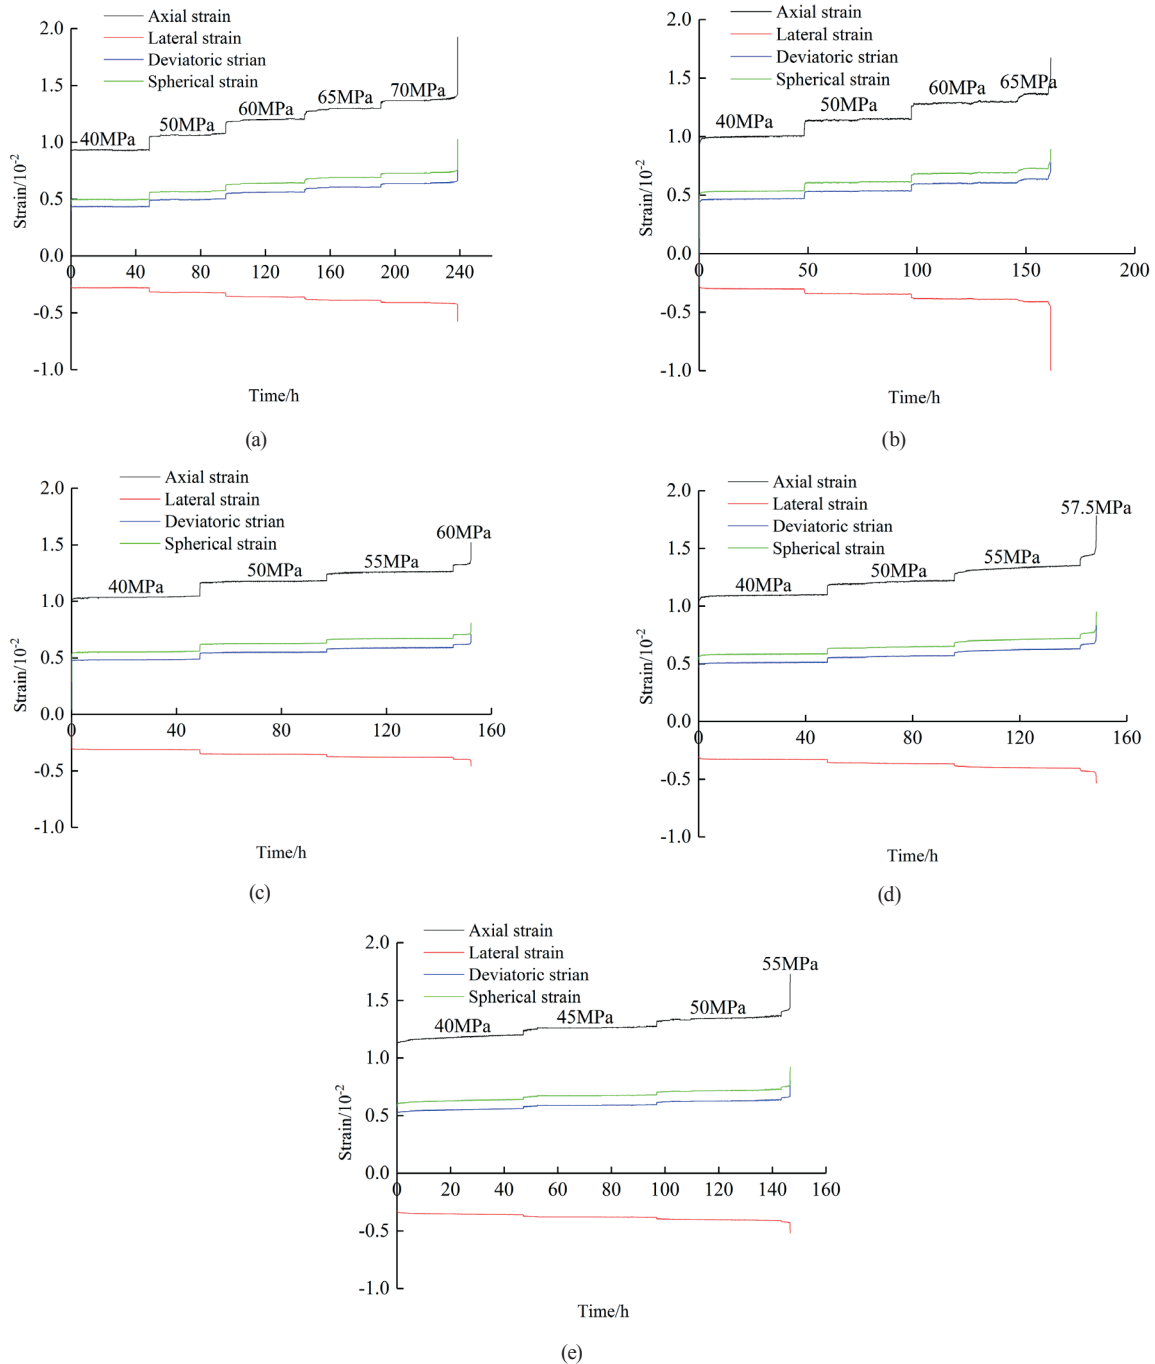 Axial strain
Lateral strain
Deviatoric strian
Spherical strain
2.0
1.5
1.0
0.5
0.0
-0.5
-1.0
Strain/10-2
40MPa
50MPa
60MPa
65MPa
70MPa
0 40 80 120 160 200 240
Time/h
(a)
Axial strain
Lateral strain
Deviatoric strian
Spherical strain
2.0
1.5
1.0
0.5
0.0
-0.5
-1.0
Strain/10-2
40MPa
50MPa
60MPa
65MPa
0 50 100 150 200
Time/h
(b)
Axial strain
Lateral strain
Deviatoric strian
Spherical strain
2.0
1.5
1.0
0.5
0.0
-0.5
-1.0
Strain/10-2
40MPa
50MPa
55MPa
60MPa
0 40 80 120 160
Time/h
(c)
Axial strain
Lateral strain
Deviatoric strian
Spherical strain
2.0
1.5
1.0
0.5
0.0
-0.5
-1.0
Strain/10-2
40MPa
50MPa
55MPa
57.5MPa
0 40 80 120 160
Time/h
(d)
Axial strain
Lateral strain
Deviatoric strian
Spherical strain
2.0
1.5
1.0
0.5
0.0
-0.5
-1.0
Strain/10-2
40MPa
45MPa
50MPa
55MPa
0 20 40 60 80 100 120 140 160
Time/h
(e)